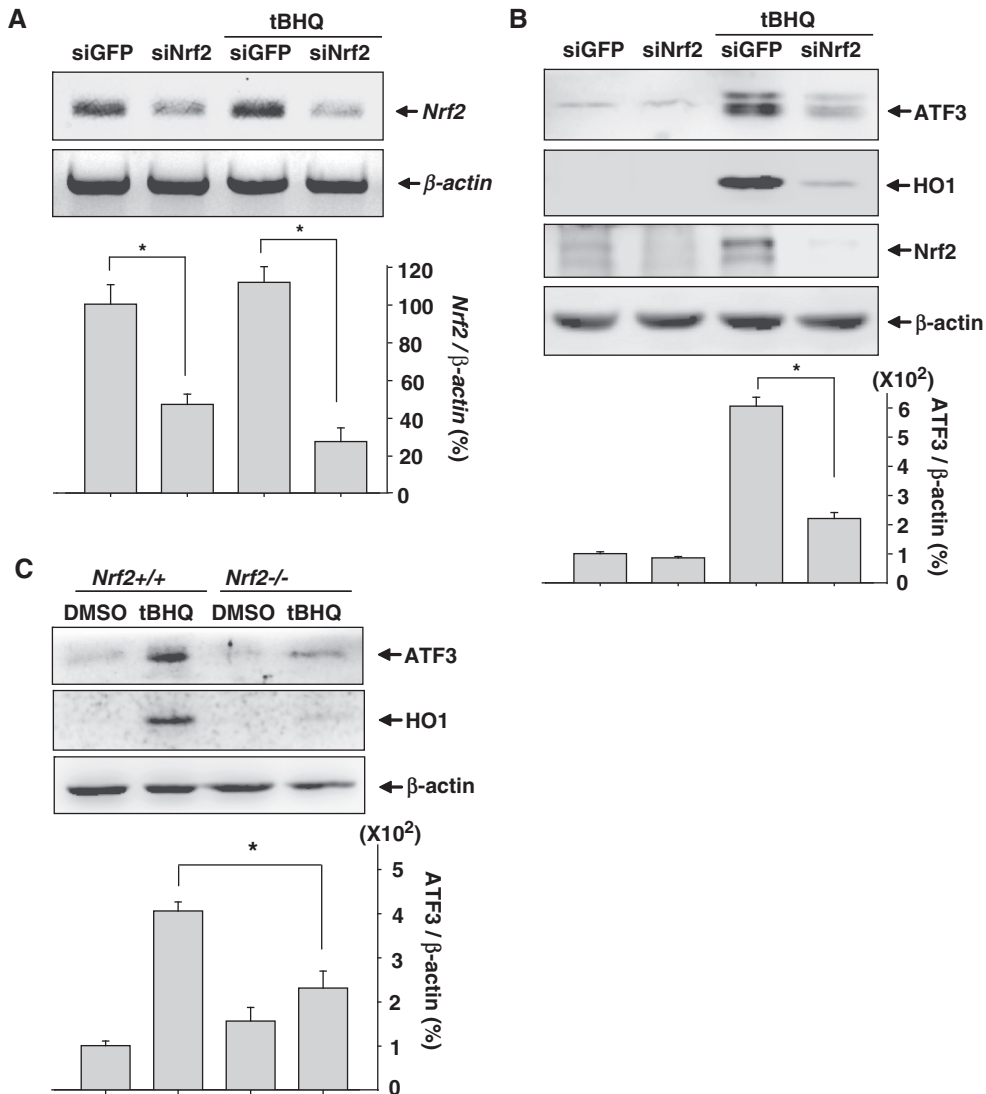 A
tBHQ
siGFP siNrf2 siGFP siNrf2
Nrf2
β-actin
* *
120
100
80
60
40
20
0
Nrf2 / β-actin (%)
B
tBHQ
siGFP siNrf2 siGFP siNrf2
ATF3
HO1
Nrf2
β-actin
*
(X10²)
6
5
4
3
2
1
0
ATF3 / β-actin (%)
C
Nrf2+/+ Nrf2-/-
DMSO tBHQ DMSO tBHQ
ATF3
HO1
β-actin
(X10²)
*
5
4
3
2
1
0
ATF3 / β-actin (%)